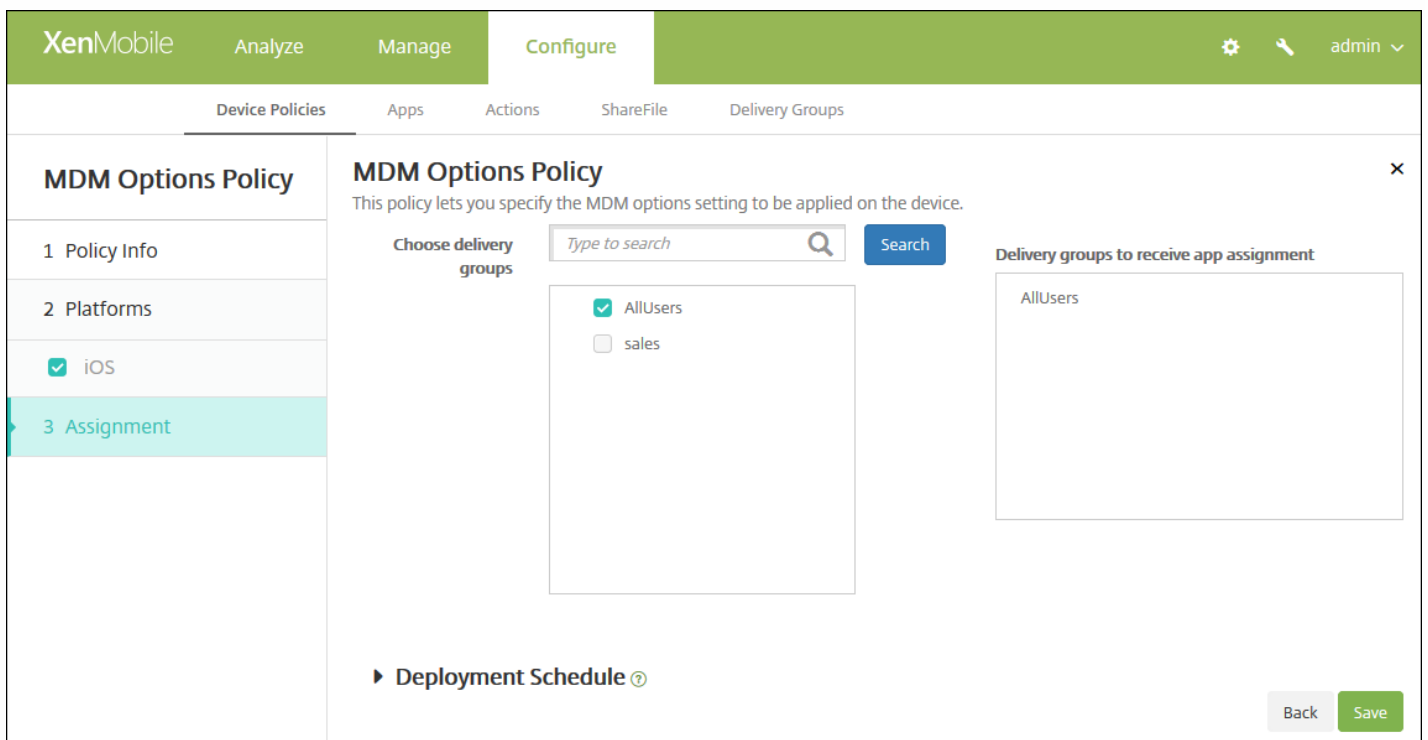 XenMobile Analyze Manage Configure admin
Device Policies Apps Actions ShareFile Delivery Groups
MDM Options Policy
1 Policy Info
2 Platforms
iOS
3 Assignment
MDM Options Policy
This policy lets you specify the MDM options setting to be applied on the device.
Choose delivery
groups
Type to search
Search
AllUsers
sales
Delivery groups to receive app assignment
AllUsers
Deployment Schedule ?
Back Save